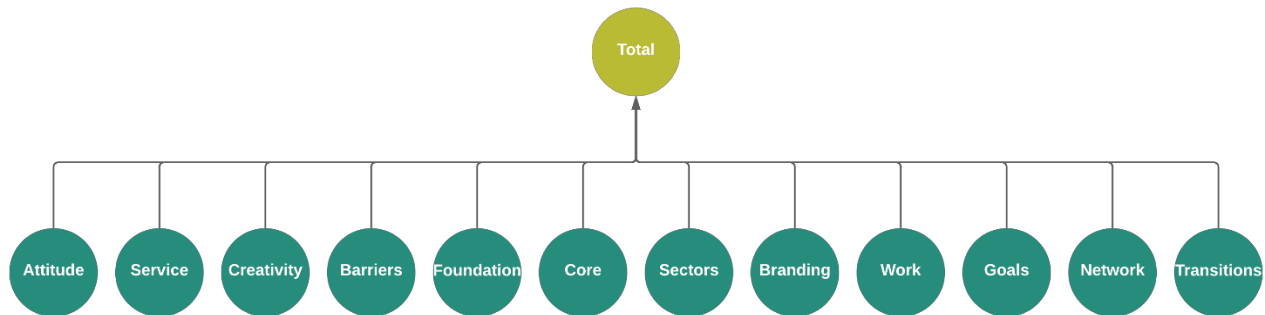 Total
Attitude
Service
Creativity
Barriers
Foundation
Core
Sectors
Branding
Work
Goals
Network
Transitions